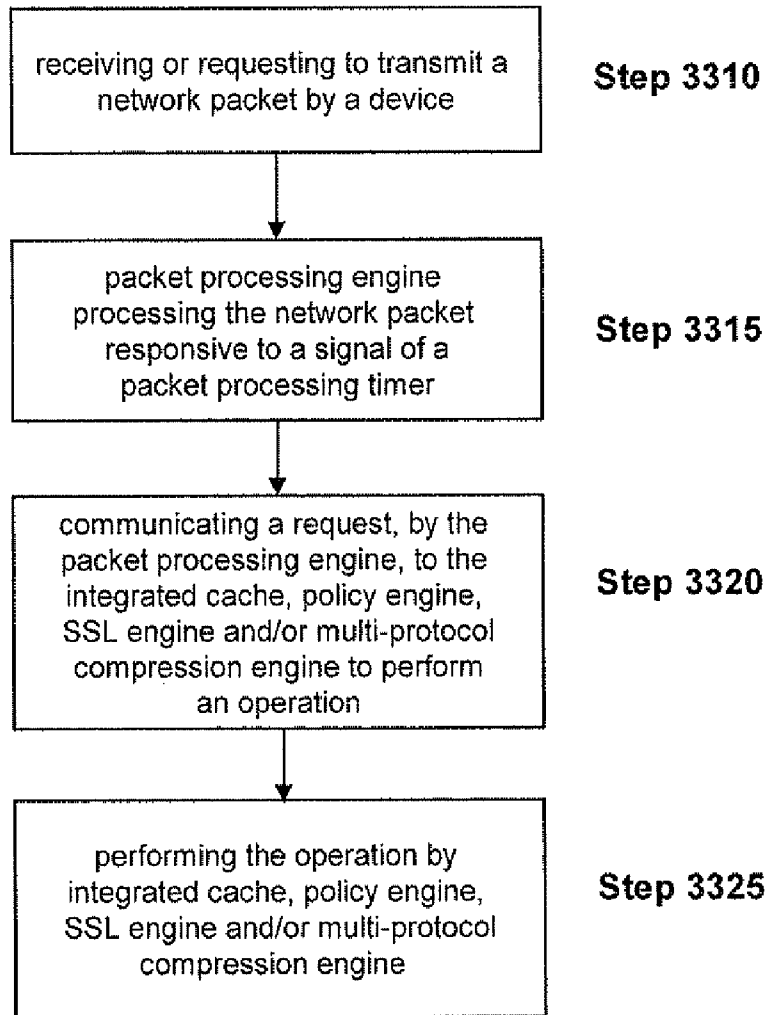 receiving or requesting to transmit a
network packet by a device
Step 3310
packet processing engine
processing the network packet
responsive to a signal of a
packet processing timer
Step 3315
communicating a request, by the
packet processing engine, to the
integrated cache, policy engine,
SSL engine and/or multi-protocol
compression engine to perform
an operation
Step 3320
performing the operation by
integrated cache, policy engine,
SSL engine and/or multi-protocol
compression engine
Step 3325